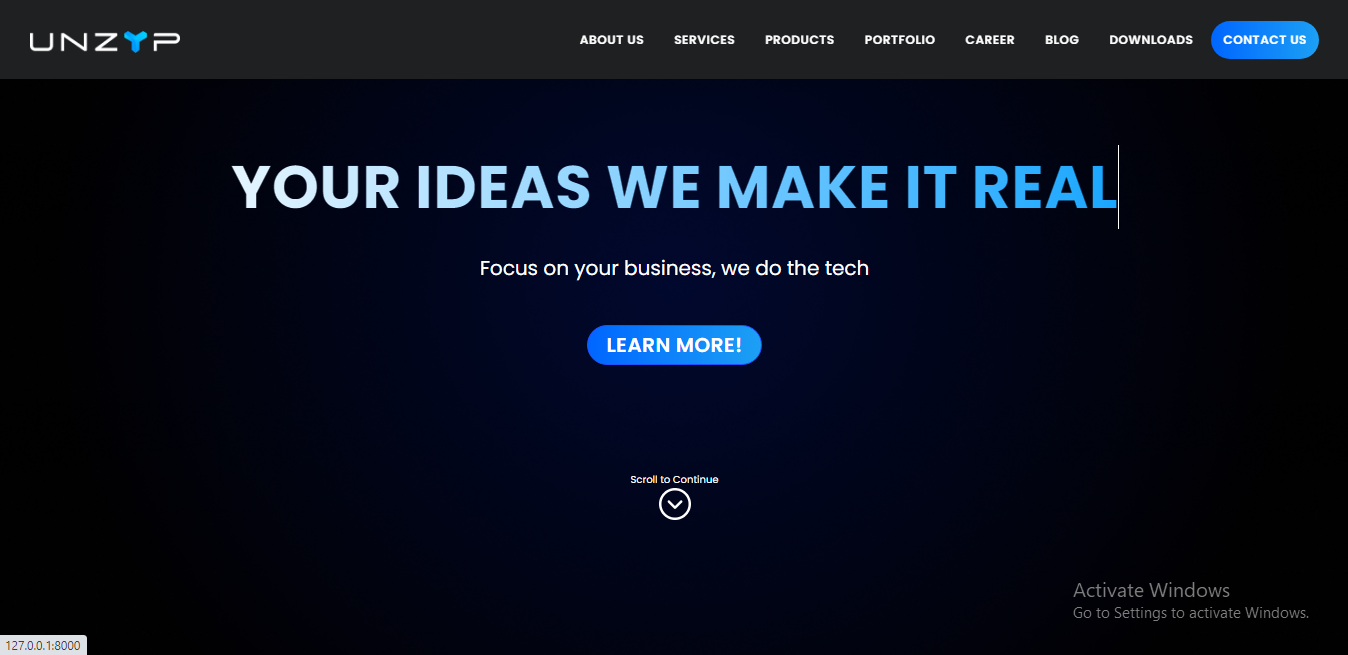 UNZYP
ABOUT US SERVICES PRODUCTS PORTFOLIO CAREER BLOG DOWNLOADS CONTACT US
YOUR IDEAS WE MAKE IT REAL
Focus on your business, we do the tech
LEARN MORE!
Scroll to Continue
Activate Windows
Go to Settings to activate Windows.
127.0.0.1:8000